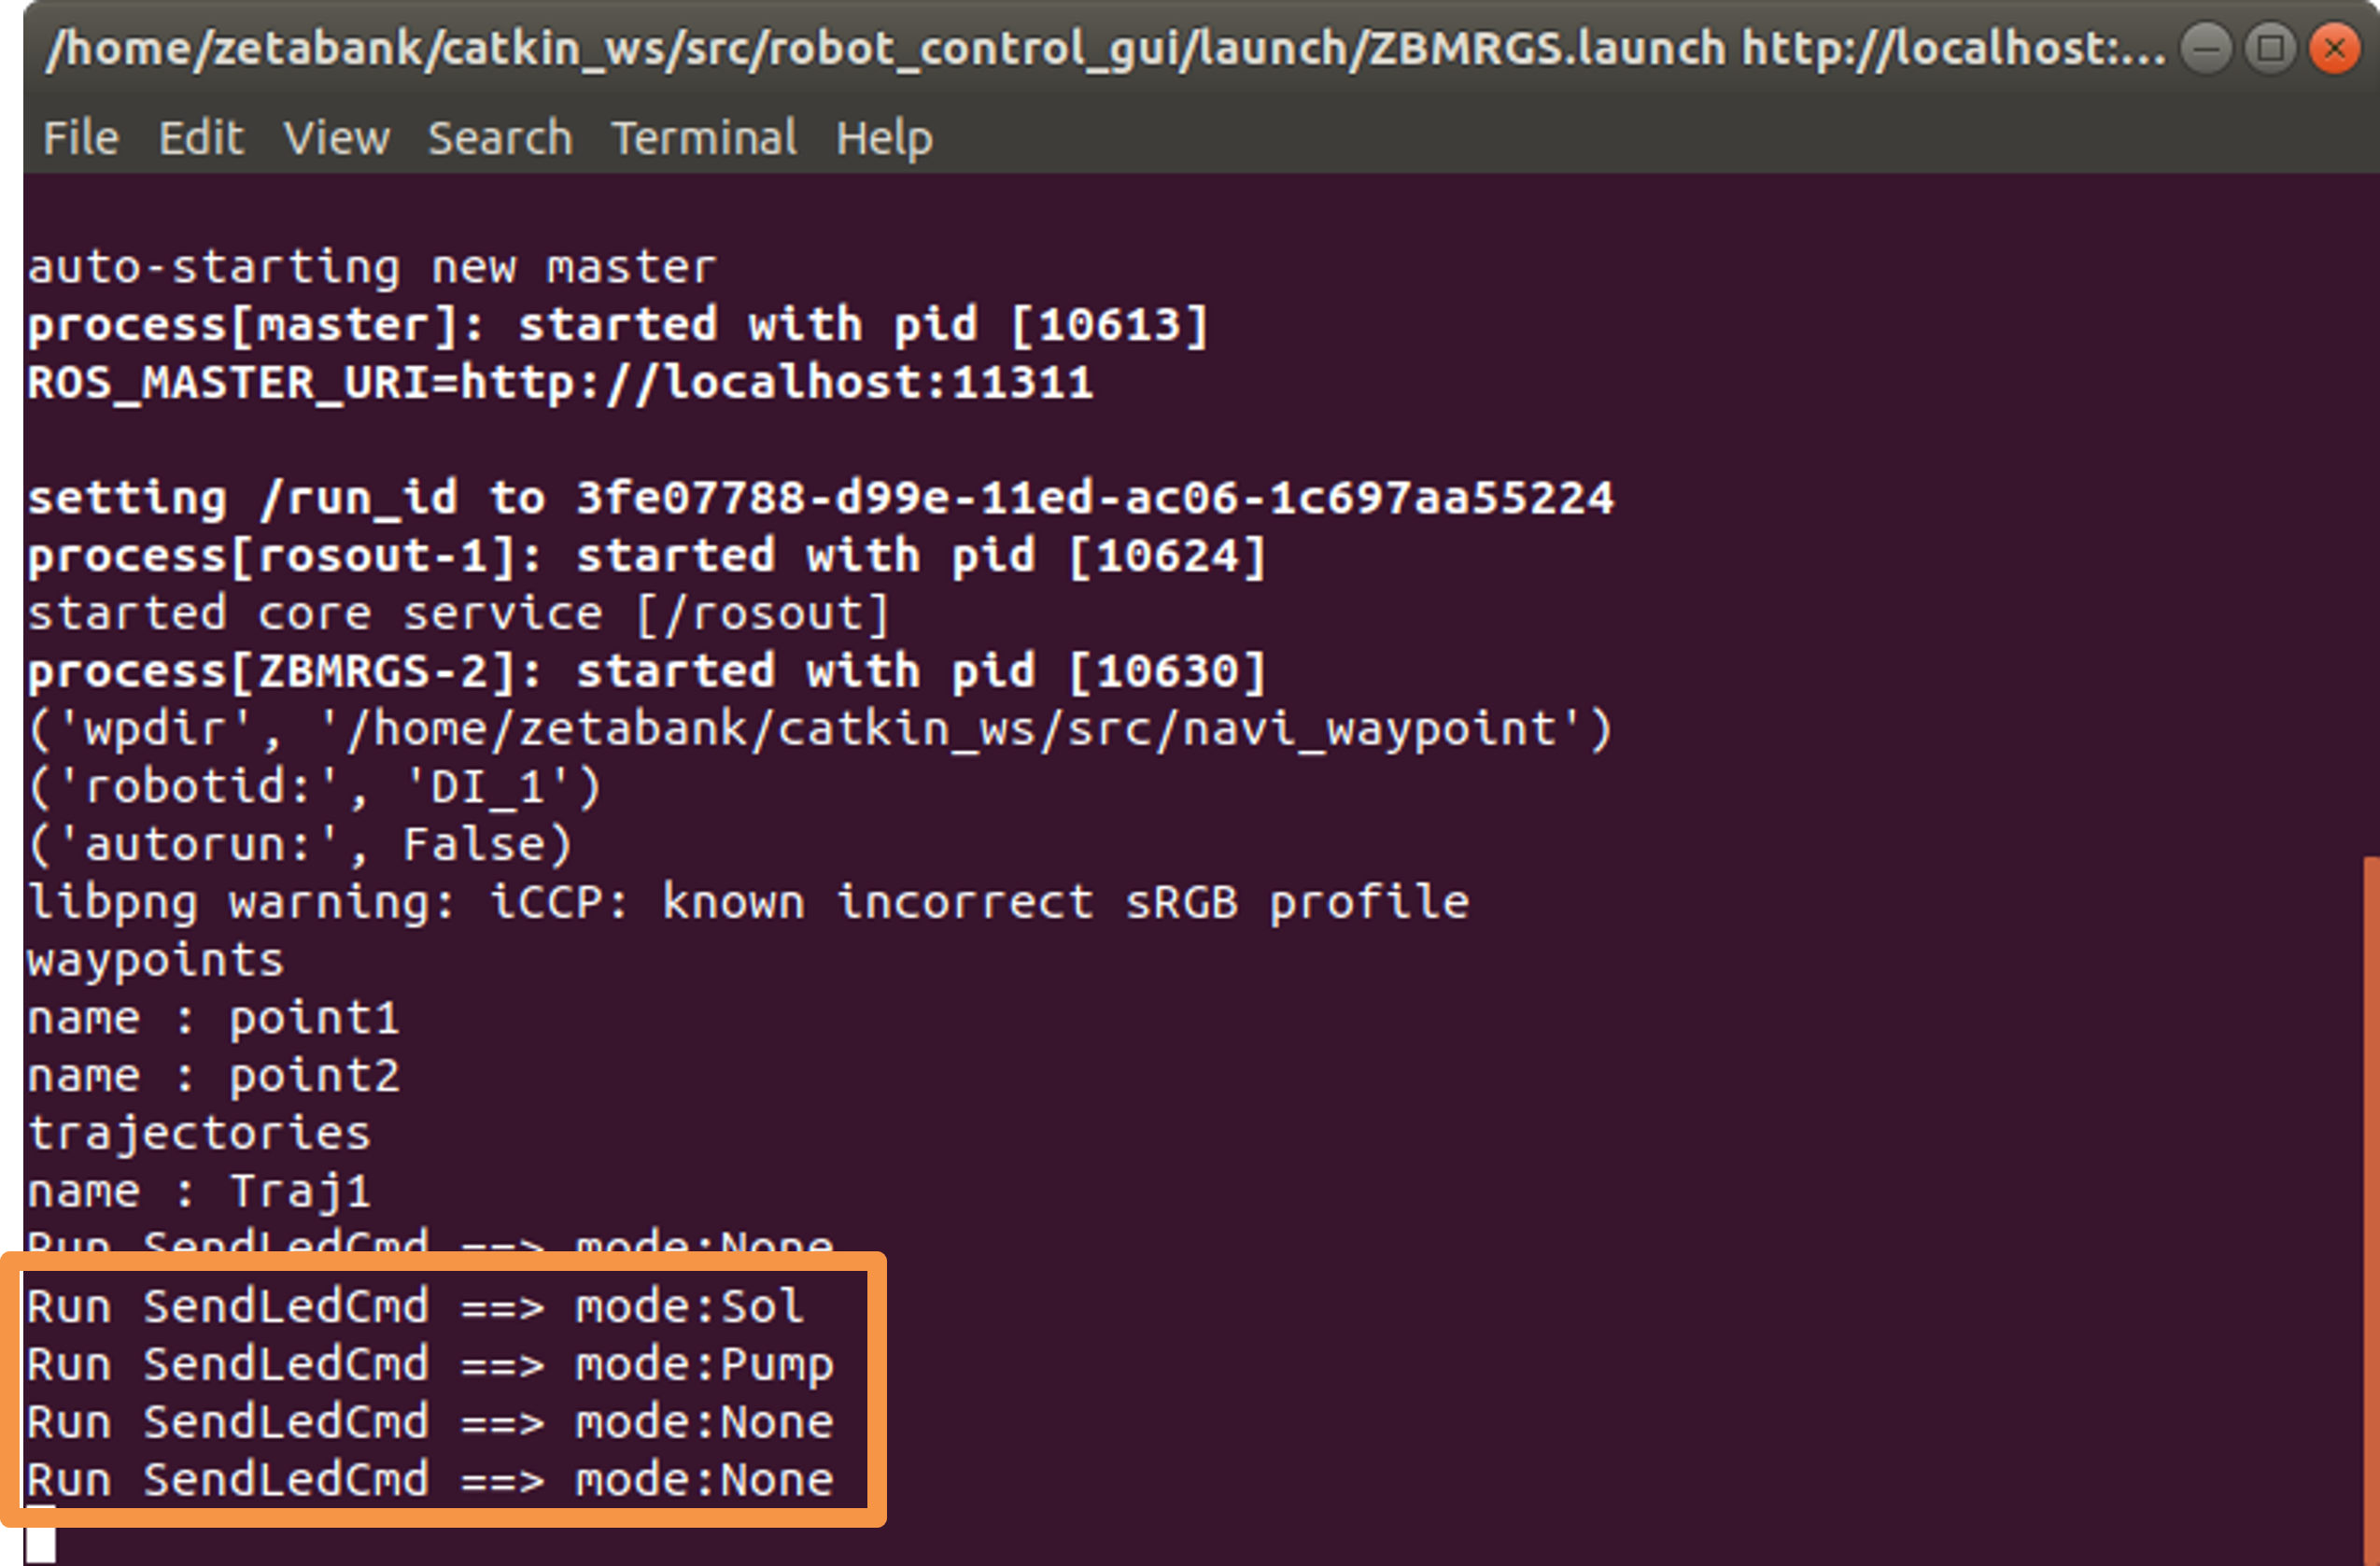 /home/zetabank/catkin_ws/src/robot_control_gui/launch/ZBMRGS.launch http://localhost:...
File Edit View Search Terminal Help
auto-starting new master
process[master]: started with pid [10613]
ROS_MASTER_URI=http://localhost:11311
setting /run_id to 3fe07788-d99e-11ed-ac06-1c697aa55224
process[rosout-1]: started with pid [10624]
started core service [/rosout]
process[ZBMRGS-2]: started with pid [10630]
('wpdir', '/home/zetabank/catkin_ws/src/navi_waypoint')
('robotid:', 'DI_1')
('autorun:', False)
libpng warning: iCCP: known incorrect sRGB profile
waypoints
name : point1
name : point2
trajectories
name : Traj1
Run SendLedCmd ==> mode:None
Run SendLedCmd ==> mode:Sol
Run SendLedCmd ==> mode:Pump
Run SendLedCmd ==> mode:None
Run SendLedCmd ==> mode:None